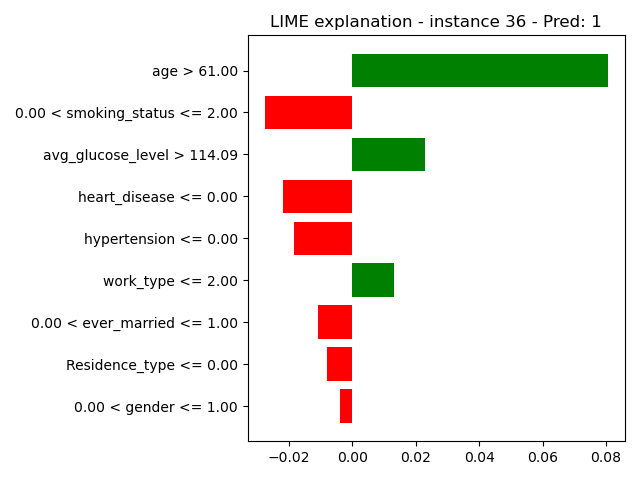 LIME explanation - instance 36 - Pred: 1
age > 61.00
0.00 < smoking_status <= 2.00
avg_glucose_level > 114.09
heart_disease <= 0.00
hypertension <= 0.00
work_type <= 2.00
0.00 < ever_married <= 1.00
Residence_type <= 0.00
0.00 < gender <= 1.00
−0.02 0.00 0.02 0.04 0.06 0.08